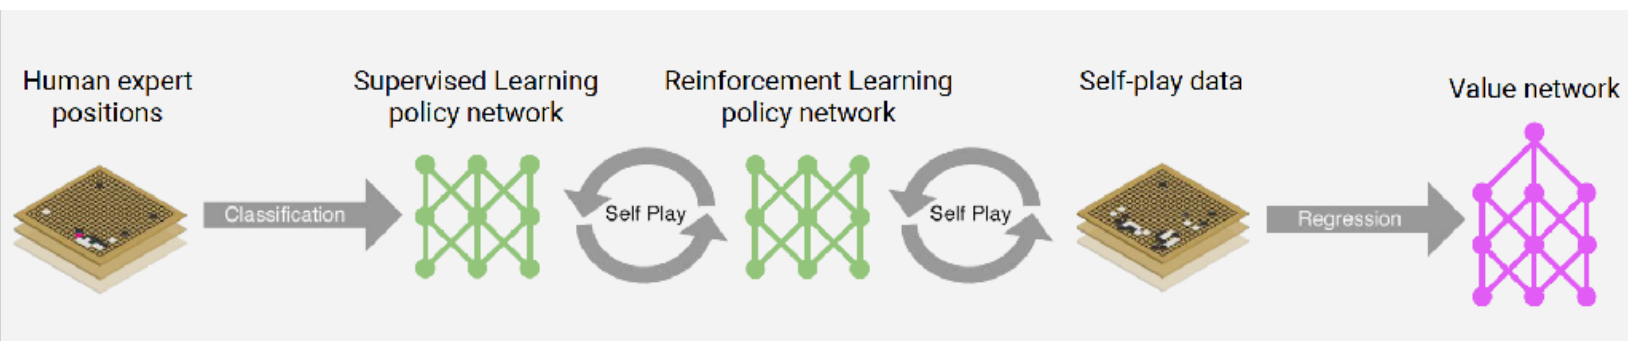 Human expert
positions
Classification
Supervised Learning
policy network
Self Play
Reinforcement Learning
policy network
Self Play
Self-play data
Regression
Value network